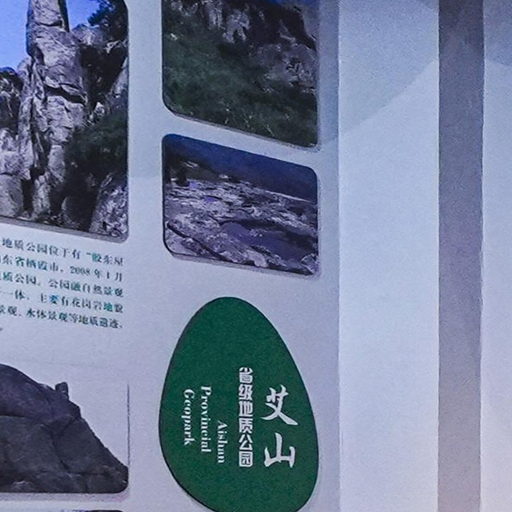 地质公园位于有“胶东屋
东省栖霞市，2008年1月
质公园。公园融自然景观
一体，主要有花岗岩地貌
景观、水体景观等地质遗迹。
艾山
省级地质公园
Aishan
Provincial
Geopark